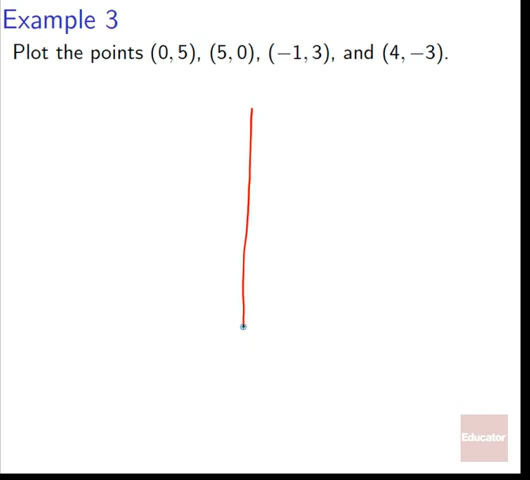 Example 3
Plot the points (0, 5), (5, 0), (−1, 3), and (4, −3).
Educator